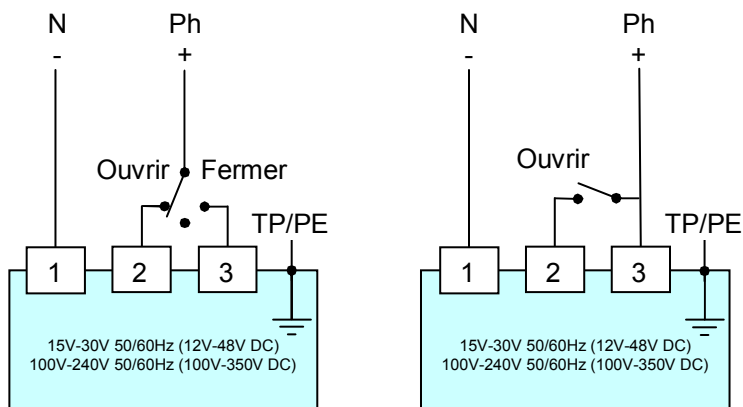 N Ph
- +
Ouvrir Fermer
TP/PE
1 2 3
15V-30V 50/60Hz (12V-48V DC)
100V-240V 50/60Hz (100V-350V DC)
N Ph
- +
Ouvrir
TP/PE
1 2 3
15V-30V 50/60Hz (12V-48V DC)
100V-240V 50/60Hz (100V-350V DC)